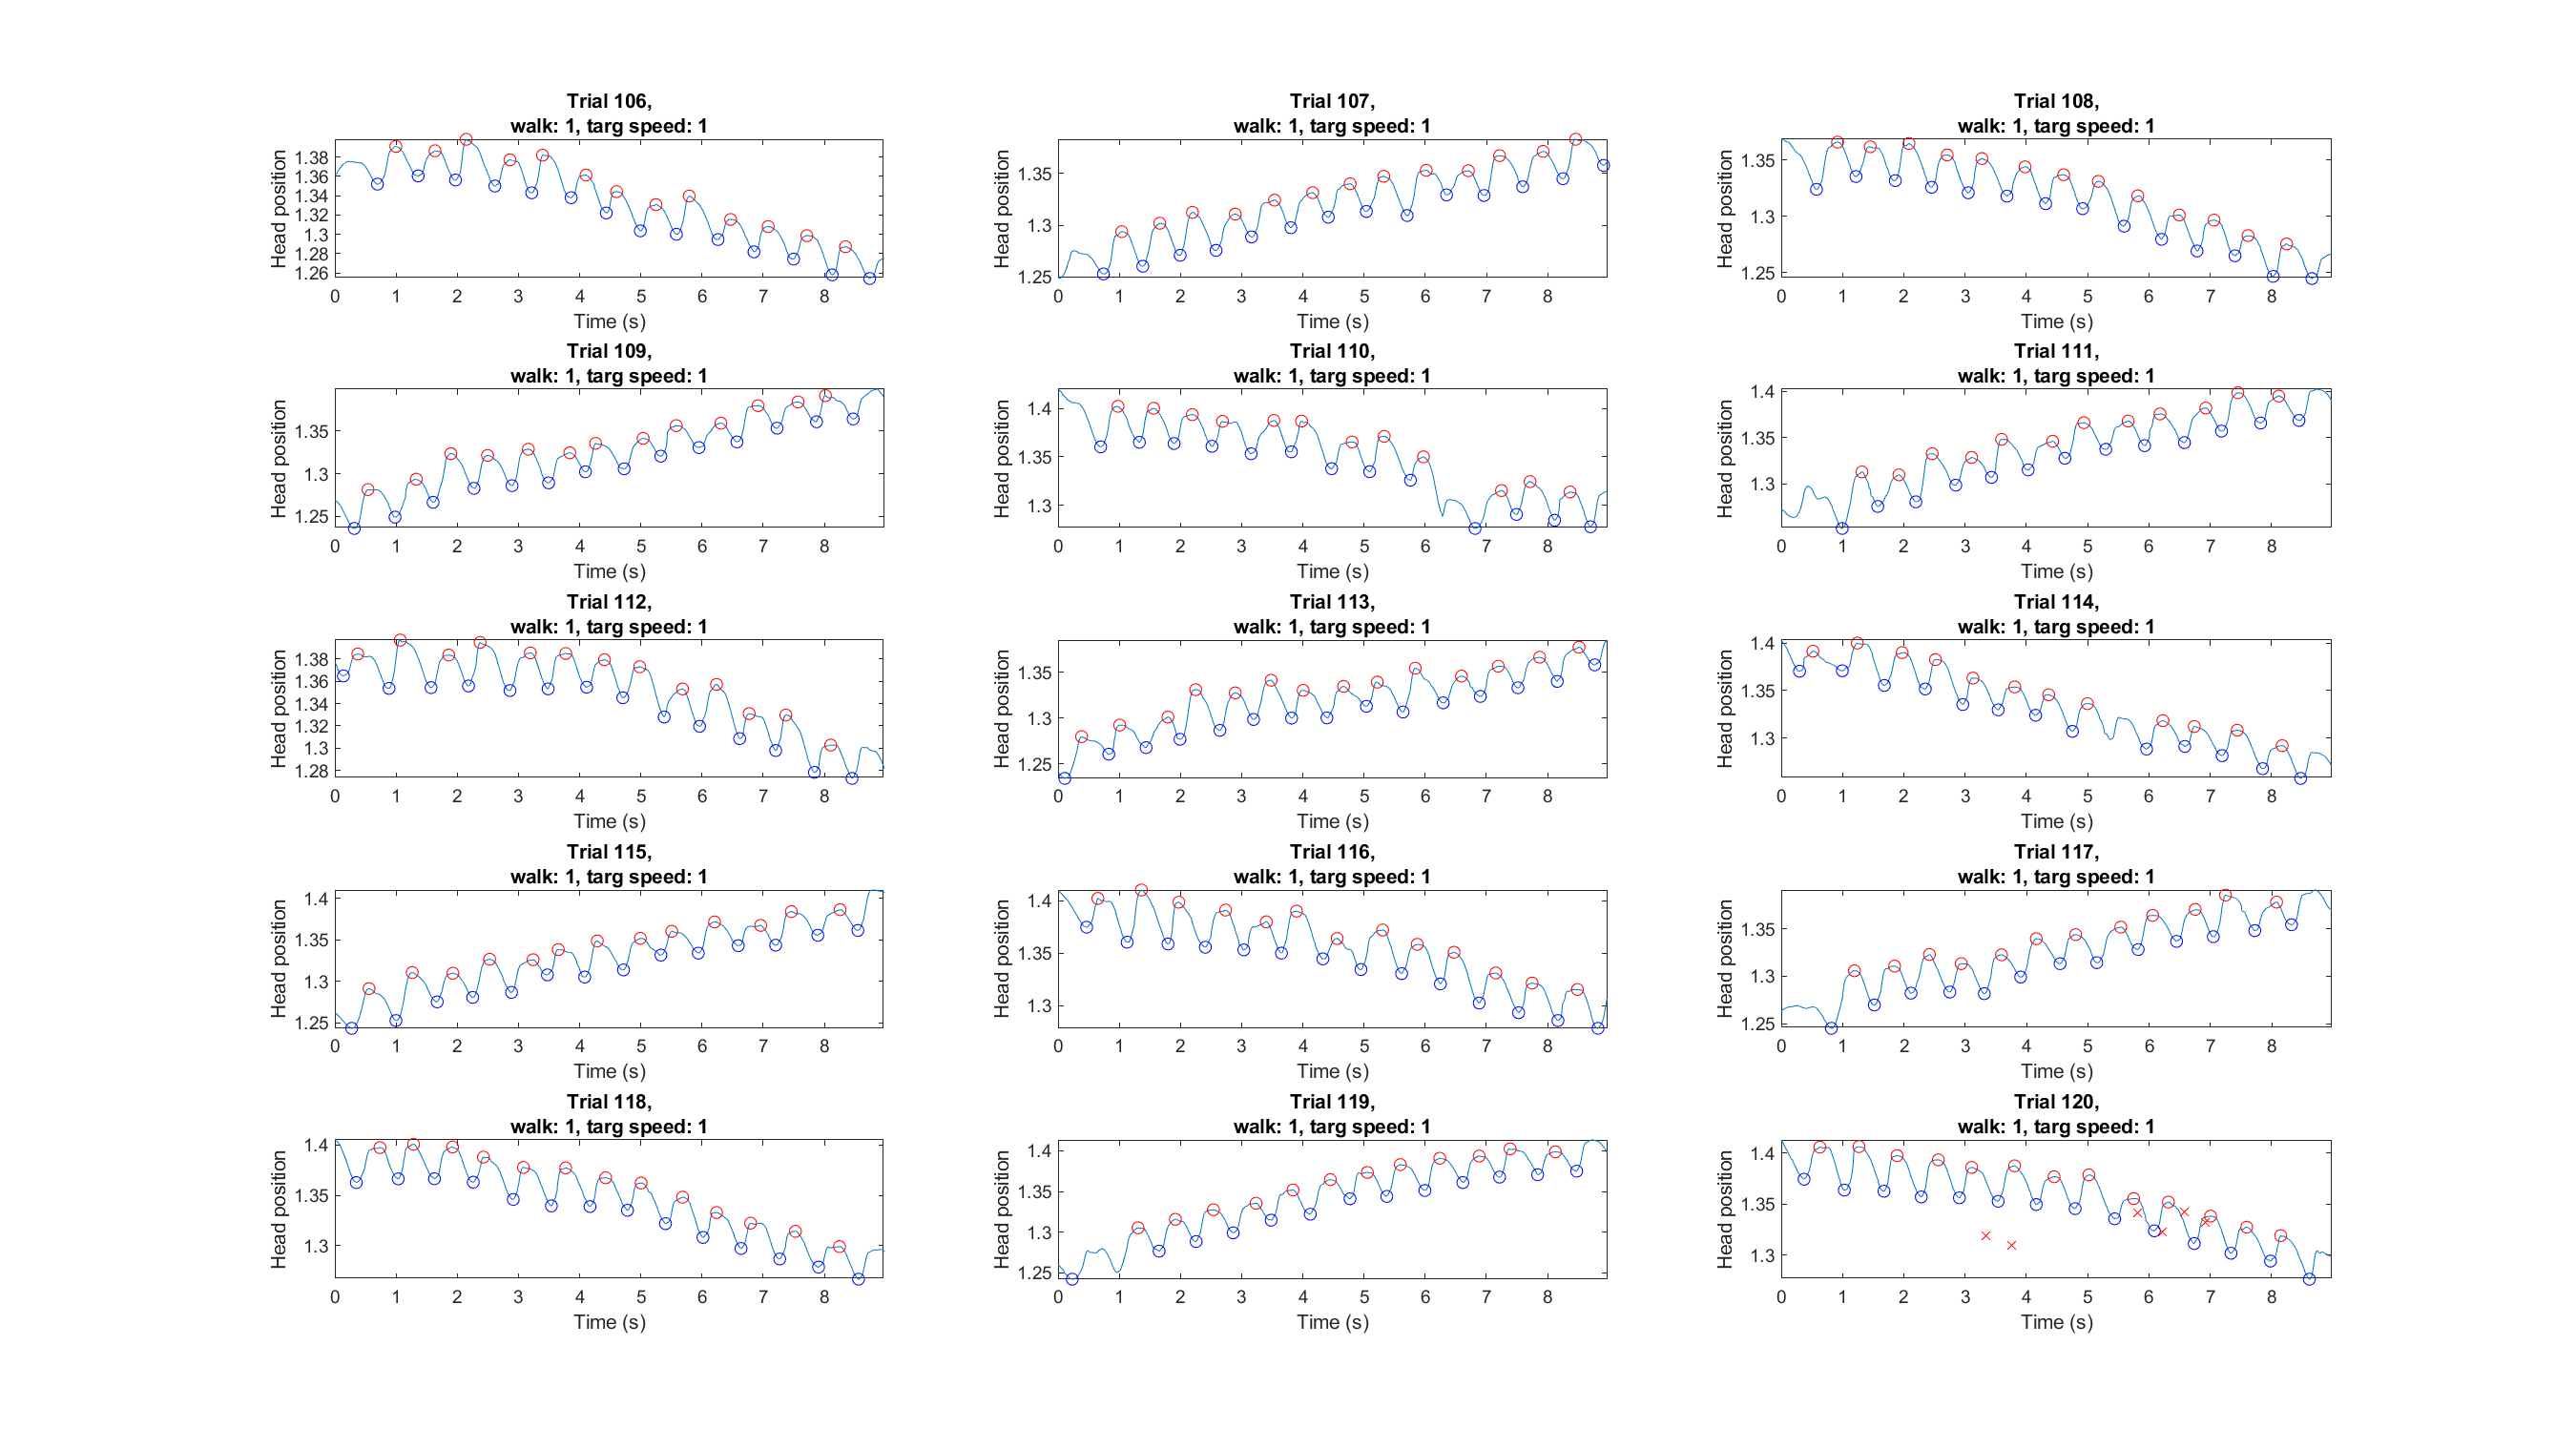 Trial 106,
walk: 1, targ speed: 1
Head position
1.38
1.36
1.34
1.32
1.3
1.28
1.26
0 1 2 3 4 5 6 7 8
Time (s)
Trial 107,
walk: 1, targ speed: 1
Head position
1.35
1.3
1.25
0 1 2 3 4 5 6 7 8
Time (s)
Trial 108,
walk: 1, targ speed: 1
Head position
1.35
1.3
1.25
0 1 2 3 4 5 6 7 8
Time (s)
Trial 109,
walk: 1, targ speed: 1
Head position
1.35
1.3
1.25
0 1 2 3 4 5 6 7 8
Time (s)
Trial 110,
walk: 1, targ speed: 1
Head position
1.4
1.35
1.3
0 1 2 3 4 5 6 7 8
Time (s)
Trial 111,
walk: 1, targ speed: 1
Head position
1.4
1.35
1.3
0 1 2 3 4 5 6 7 8
Time (s)
Trial 112,
walk: 1, targ speed: 1
Head position
1.38
1.36
1.34
1.32
1.3
1.28
0 1 2 3 4 5 6 7 8
Time (s)
Trial 113,
walk: 1, targ speed: 1
Head position
1.35
1.3
1.25
0 1 2 3 4 5 6 7 8
Time (s)
Trial 114,
walk: 1, targ speed: 1
Head position
1.4
1.35
1.3
0 1 2 3 4 5 6 7 8
Time (s)
Trial 115,
walk: 1, targ speed: 1
Head position
1.4
1.35
1.3
1.25
0 1 2 3 4 5 6 7 8
Time (s)
Trial 116,
walk: 1, targ speed: 1
Head position
1.4
1.35
1.3
0 1 2 3 4 5 6 7 8
Time (s)
Trial 117,
walk: 1, targ speed: 1
Head position
1.35
1.3
1.25
0 1 2 3 4 5 6 7 8
Time (s)
Trial 118,
walk: 1, targ speed: 1
Head position
1.4
1.35
1.3
0 1 2 3 4 5 6 7 8
Time (s)
Trial 119,
walk: 1, targ speed: 1
Head position
1.4
1.35
1.3
1.25
0 1 2 3 4 5 6 7 8
Time (s)
Trial 120,
walk: 1, targ speed: 1
Head position
1.4
1.35
1.3
0 1 2 3 4 5 6 7 8
Time (s)